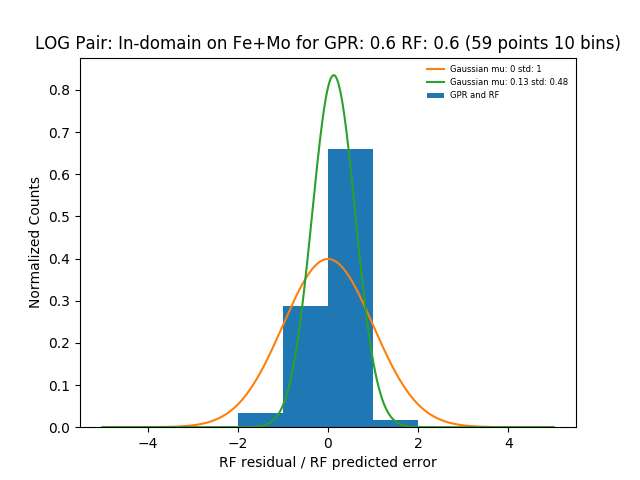 LOG Pair: In-domain on Fe+Mo for GPR: 0.6 RF: 0.6 (59 points 10 bins)
Gaussian mu: 0 std: 1
Gaussian mu: 0.13 std: 0.48
GPR and RF
Normalized Counts
0.8
0.7
0.6
0.5
0.4
0.3
0.2
0.1
0.0
−4
−2
0
2
4
RF residual / RF predicted error